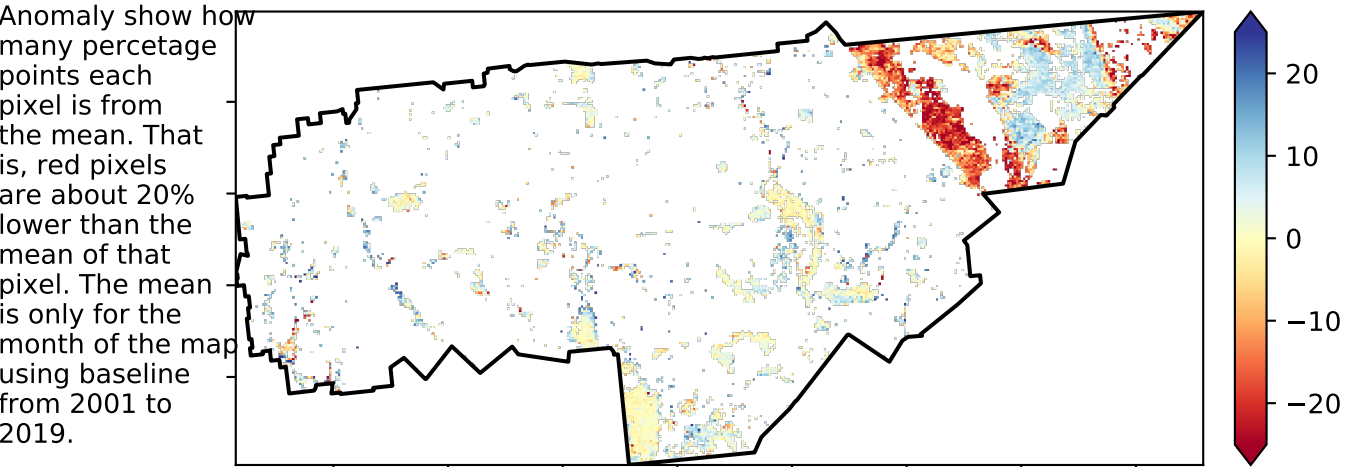 Anomaly show how
many percetage
points each
pixel is from
the mean. That
is, red pixels
are about 20%
lower than the
mean of that
pixel. The mean
is only for the
month of the map
using baseline
from 2001 to
2019.
20
10
0
−10
−20